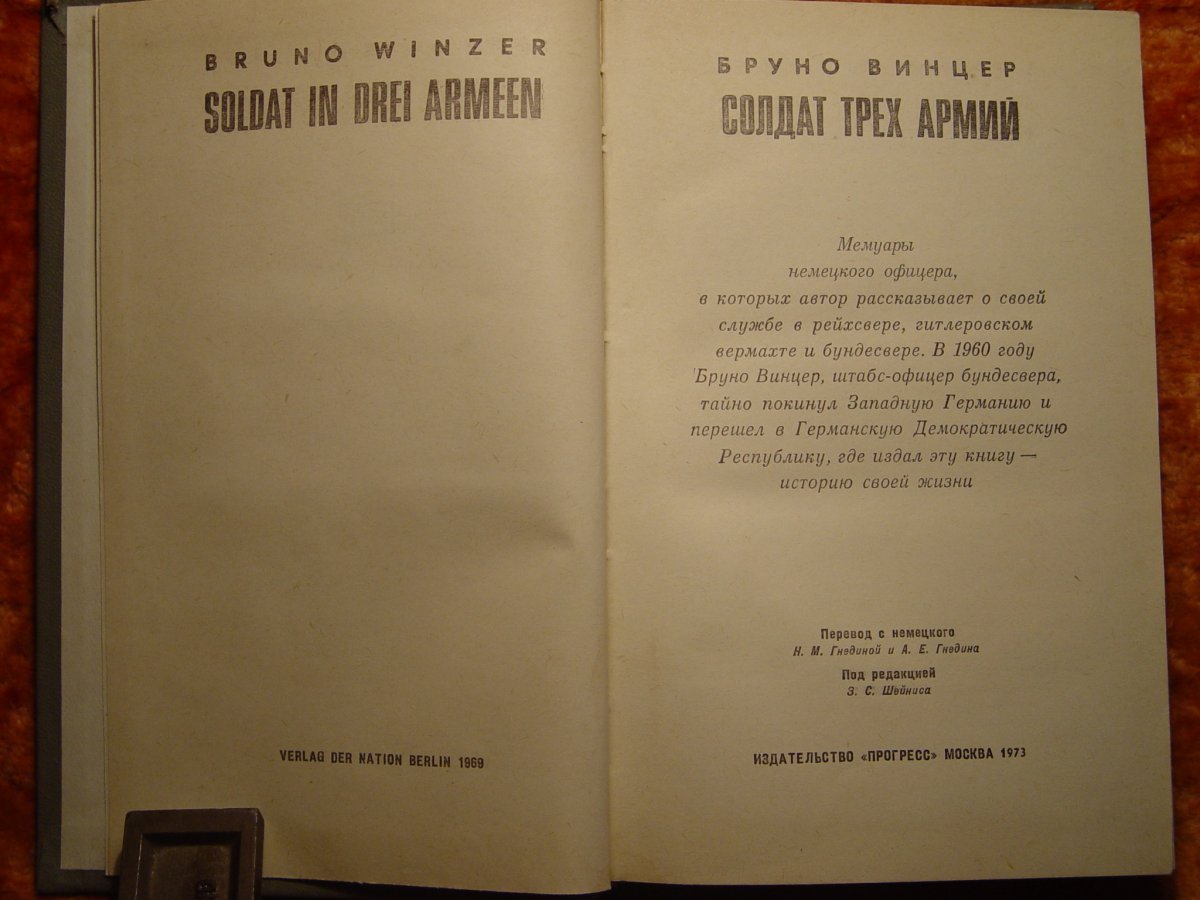 BRUNO WINZER
SOLDAT IN DREI ARMEEN
VERLAG DER NATION BERLIN 1969
БРУНО ВИНЦЕР
СОЛДАТ ТРЕХ АРМИЙ
Мемуары
немецкого офицера,
в которых автор рассказывает о своей
службе в рейхсвере, гитлеровском
вермахте и бундесвере. В 1960 году
Бруно Винцер, штабс-офицер бундесвера,
тайно покинул Западную Германию и
перешел в Германскую Демократическую
Республику, где издал эту книгу —
историю своей жизни
Перевод с немецкого
Н. М. Гнединой и А. Е. Гнедина
Под редакцией
З. С. Шейниса
ИЗДАТЕЛЬСТВО «ПРОГРЕСС» МОСКВА 1973